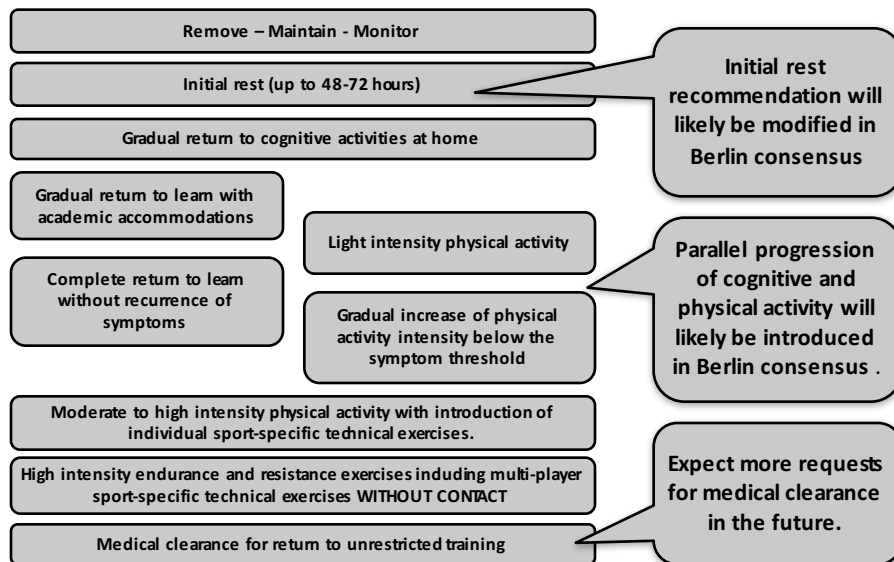 Remove – Maintain - Monitor
Initial rest (up to 48-72 hours)
Gradual return to cognitive activities at home
Gradual return to learn with
academic accommodations
Complete return to learn
without recurrence of
symptoms
Light intensity physical activity
Gradual increase of physical
activity intensity below the
symptom threshold
Moderate to high intensity physical activity with introduction of
individual sport-specific technical exercises.
High intensity endurance and resistance exercises including multi-player
sport-specific technical exercises WITHOUT CONTACT
Medical clearance for return to unrestricted training
Initial rest
recommendation will
likely be modified in
Berlin consensus
Parallel progression
of cognitive and
physical activity will
likely be introduced
in Berlin consensus .
Expect more requests
for medical clearance
in the future.